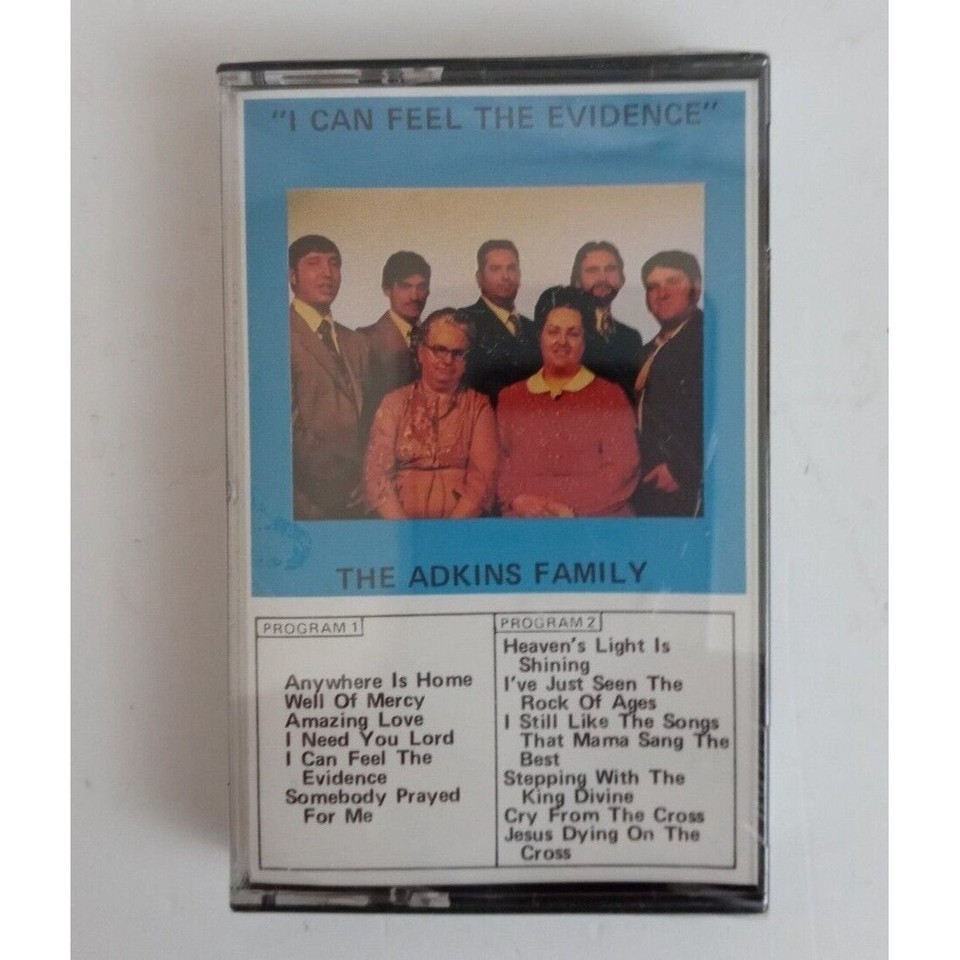 "I CAN FEEL THE EVIDENCE"
THE ADKINS FAMILY
PROGRAM 1
Anywhere Is Home
Well Of Mercy
Amazing Love
I Need You Lord
I Can Feel The
Evidence
Somebody Prayed
For Me
PROGRAM 2
Heaven's Light Is
Shining
I've Just Seen The
Rock Of Ages
I Still Like The Songs
That Mama Sang The
Best
Stepping With The
King Divine
Cry From The Cross
Jesus Dying On The
Cross